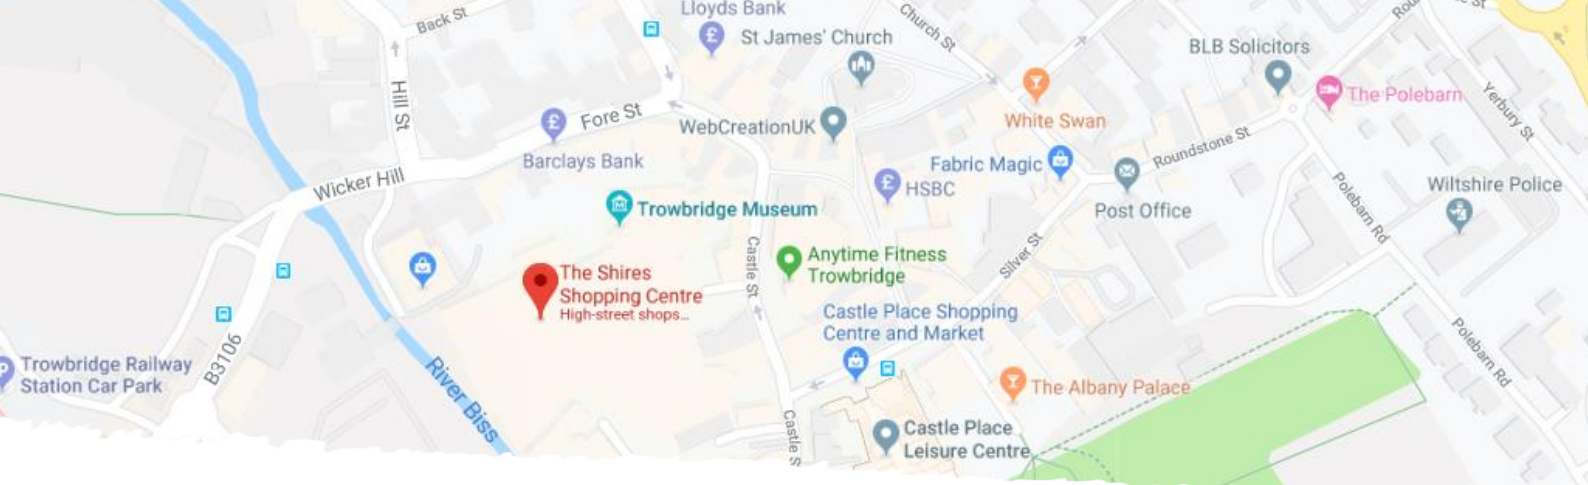 Lloyds Bank
Back St
Church St
St James' Church
BLB Solicitors
The Polebarn
Yerbury St
Hill St
Fore St
WebCreationUK
White Swan
Barclays Bank
Roundstone St
Fabric Magic
HSBC
Wicker Hill
Post Office
Wiltshire Police
Trowbridge Museum
Polebarn Rd
Castle St
Anytime Fitness
Trowbridge
Silver St
The Shires
Shopping Centre
High-street shops...
Castle Place Shopping
Centre and Market
B3106
Trowbridge Railway
Station Car Park
River Biss
Polebarn Rd
The Albany Palace
Castle S
Castle Place
Leisure Centre